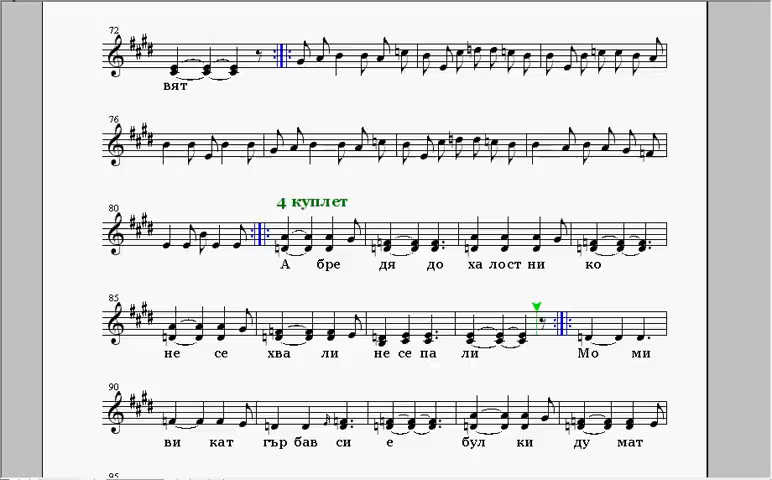 72
вят
76
4 куплет
80
А бре дя до ха лост ни ко
85
не се хва ли не се па ли Мо ми
90
ви кат гър бав си е бул ки ду мат
95